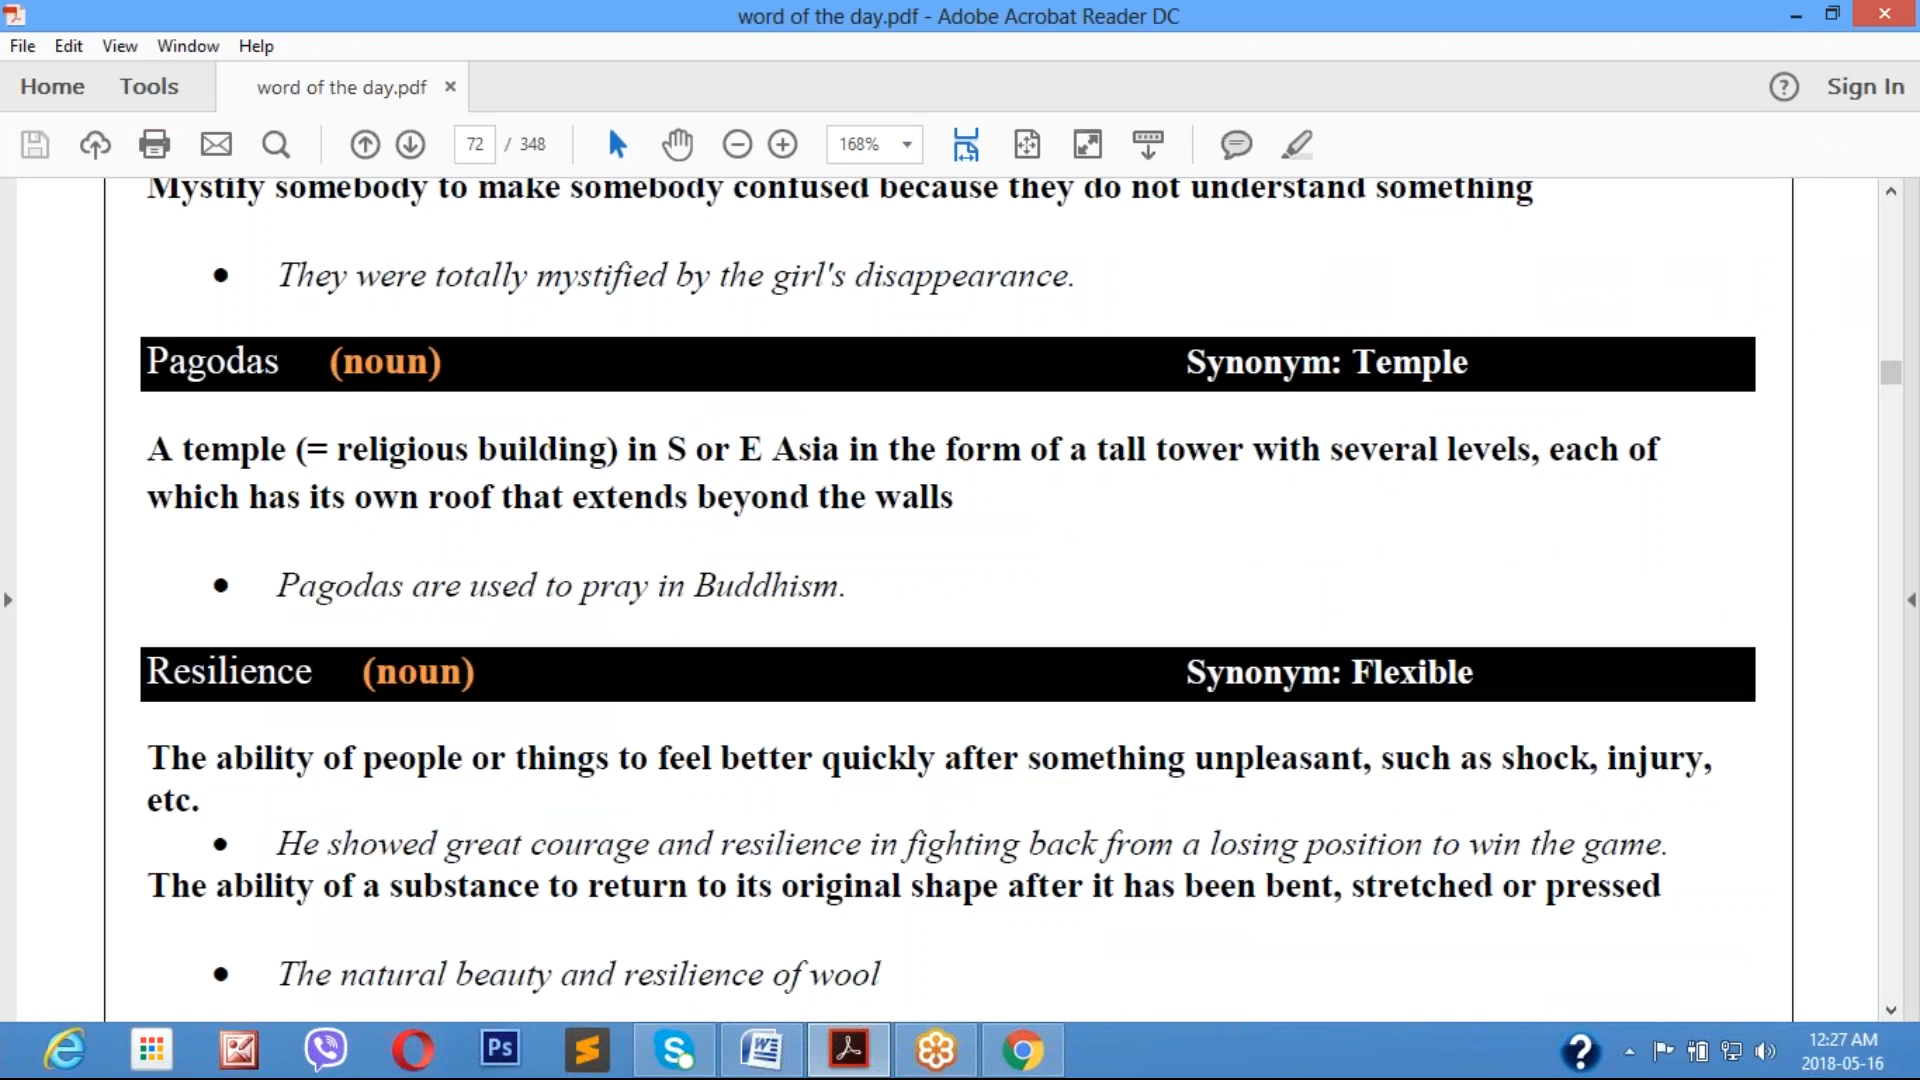 word of the day.pdf - Adobe Acrobat Reader DC
File Edit View Window Help
Home Tools word of the day.pdf × Sign In
72 / 348 168%
Mystify somebody to make somebody confused because they do not understand something
• They were totally mystified by the girl's disappearance.
Pagodas (noun) Synonym: Temple
A temple (= religious building) in S or E Asia in the form of a tall tower with several levels, each of
which has its own roof that extends beyond the walls
• Pagodas are used to pray in Buddhism.
Resilience (noun) Synonym: Flexible
The ability of people or things to feel better quickly after something unpleasant, such as shock, injury,
etc.
• He showed great courage and resilience in fighting back from a losing position to win the game.
The ability of a substance to return to its original shape after it has been bent, stretched or pressed
• The natural beauty and resilience of wool
Ps
12:27 AM
2018-05-16